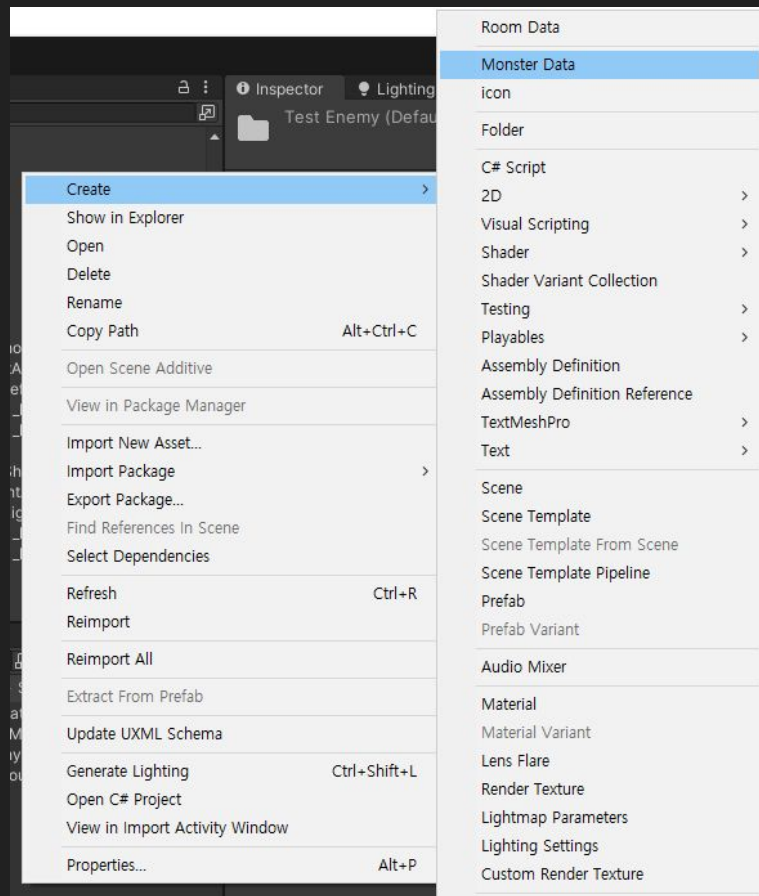 Inspector
Lighting
Test Enemy (Defau
Create
Show in Explorer
Open
Delete
Rename
Copy Path Alt+Ctrl+C
Open Scene Additive
View in Package Manager
Import New Asset...
Import Package
Export Package...
Find References In Scene
Select Dependencies
Refresh Ctrl+R
Reimport
Reimport All
Extract From Prefab
Update UXML Schema
Generate Lighting Ctrl+Shift+L
Open C# Project
View in Import Activity Window
Properties... Alt+P
Room Data
Monster Data
icon
Folder
C# Script
2D
Visual Scripting
Shader
Shader Variant Collection
Testing
Playables
Assembly Definition
Assembly Definition Reference
TextMeshPro
Text
Scene
Scene Template
Scene Template From Scene
Scene Template Pipeline
Prefab
Prefab Variant
Audio Mixer
Material
Material Variant
Lens Flare
Render Texture
Lightmap Parameters
Lighting Settings
Custom Render Texture